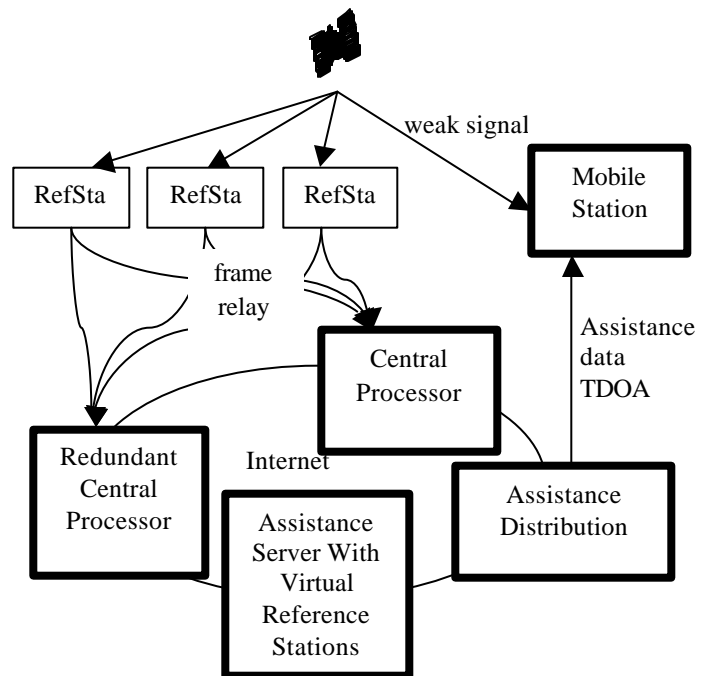 weak signal
RefSta
RefSta
RefSta
Mobile
Station
frame
relay
Assistance
data
TDOA
Central
Processor
Redundant
Central
Processor
Internet
Assistance
Server With
Virtual
Reference
Stations
Assistance
Distribution